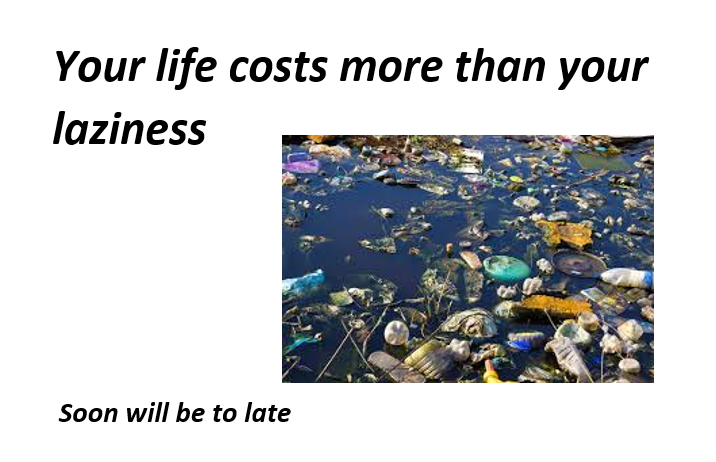 Your life costs more than your
laziness
Soon will be to late